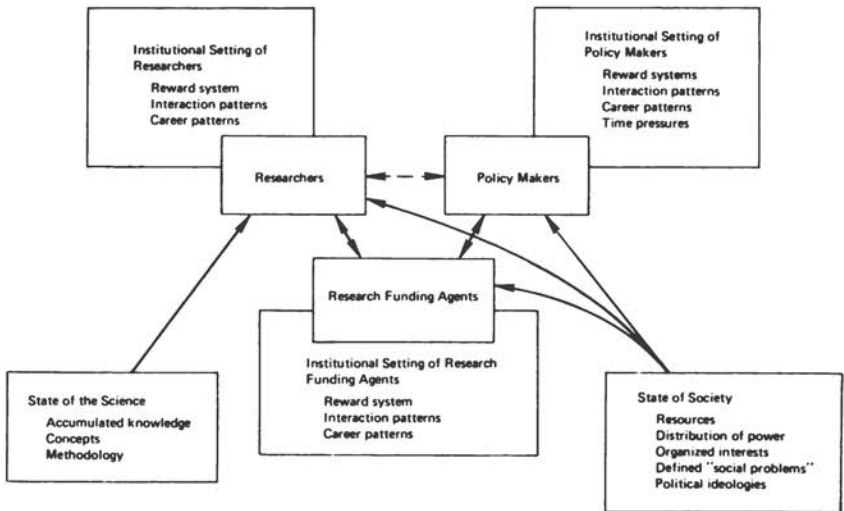 Institutional Setting of
Researchers
Reward system
Interaction patterns
Career patterns
Institutional Setting of
Policy Makers
Reward systems
Interaction patterns
Career patterns
Time pressures
Researchers
Policy Makers
Research Funding Agents
Institutional Setting of Research
Funding Agents
Reward system
Interaction patterns
Career patterns
State of the Science
Accumulated knowledge
Concepts
Methodology
State of Society
Resources
Distribution of power
Organized interests
Defined "social problems"
Political ideologies